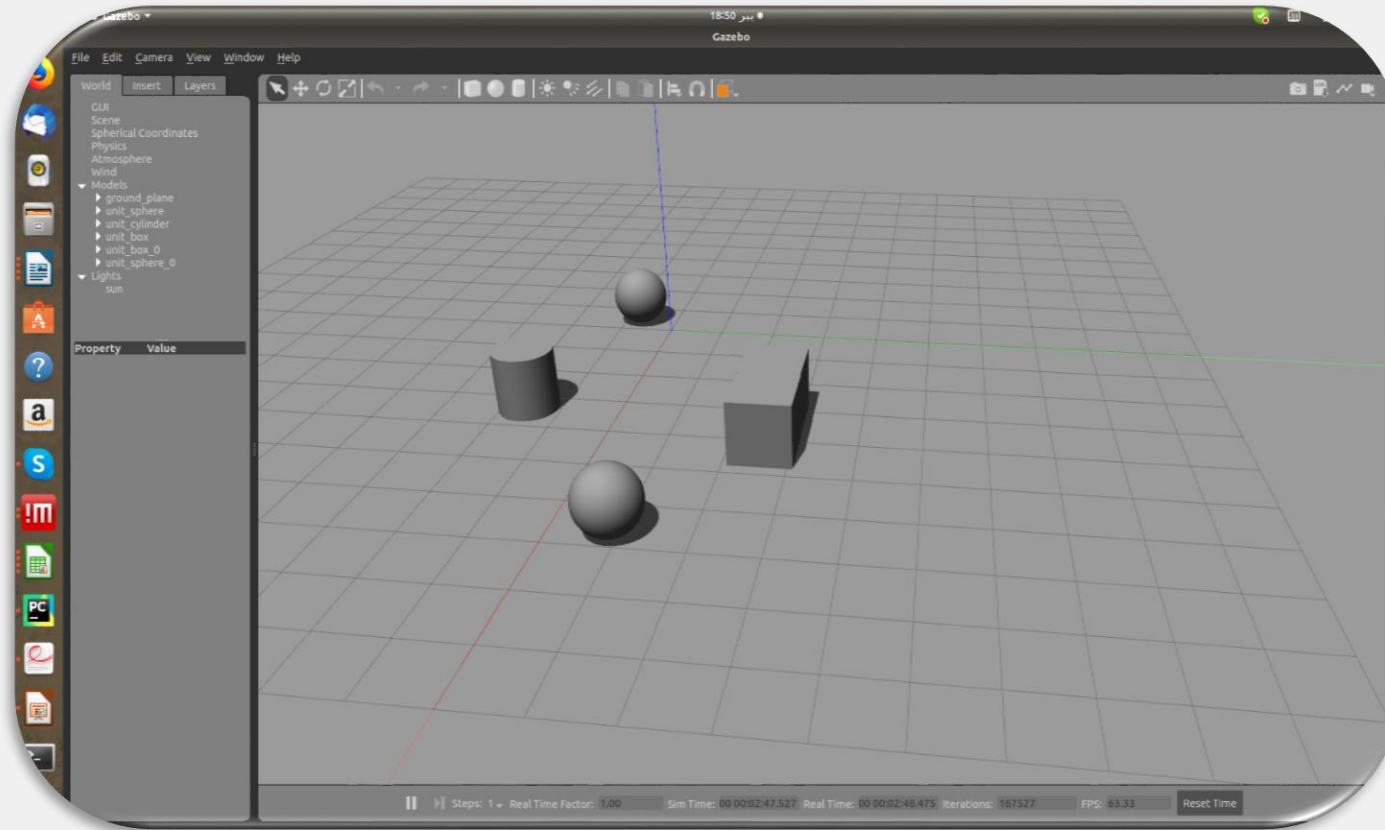 Gazebo
18:50 بیر
Gazebo
File Edit Camera View Window Help
World Insert Layers
GUI
Scene
Spherical Coordinates
Physics
Atmosphere
Wind
Models
ground_plane
unit_sphere
unit_cylinder
unit_box
unit_box_0
unit_sphere_0
Lights
sun
Property Value
Steps: 1 Real Time Factor: 1.00 Sim Time: 00 00:02:47.527 Real Time: 00 00:02:48.475 Iterations: 167527 FPS: 63.33 Reset Time